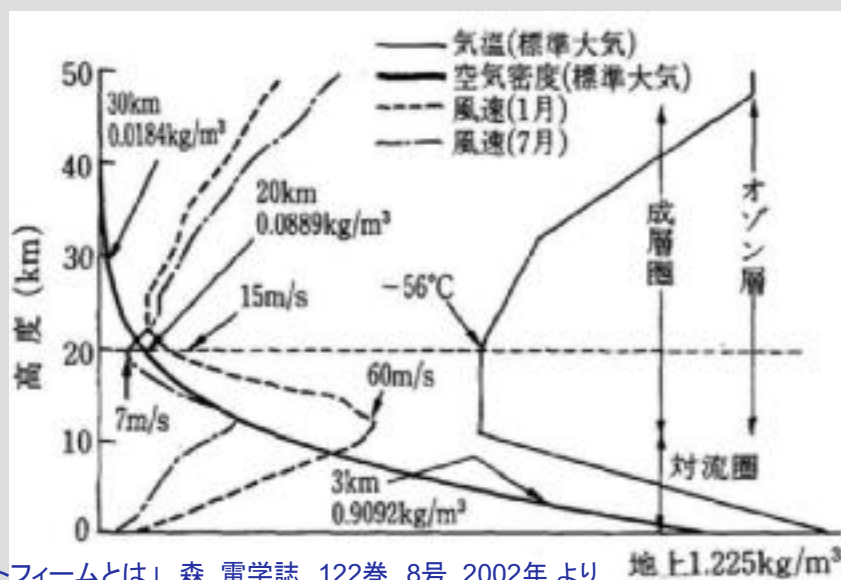 気温(標準大気)
空気密度(標準大気)
風速(1月)
風速(7月)
50
40
30
20
10
0
高度 (km)
30km
0.0184kg/m³
20km
0.0889kg/m³
15m/s
-56°C
60m/s
7m/s
3km
0.9092kg/m³
成層圏
オゾン層
対流圏
地上1.225kg/m³
トフィームとは」 森 電学誌 122巻 8号 2002年 より